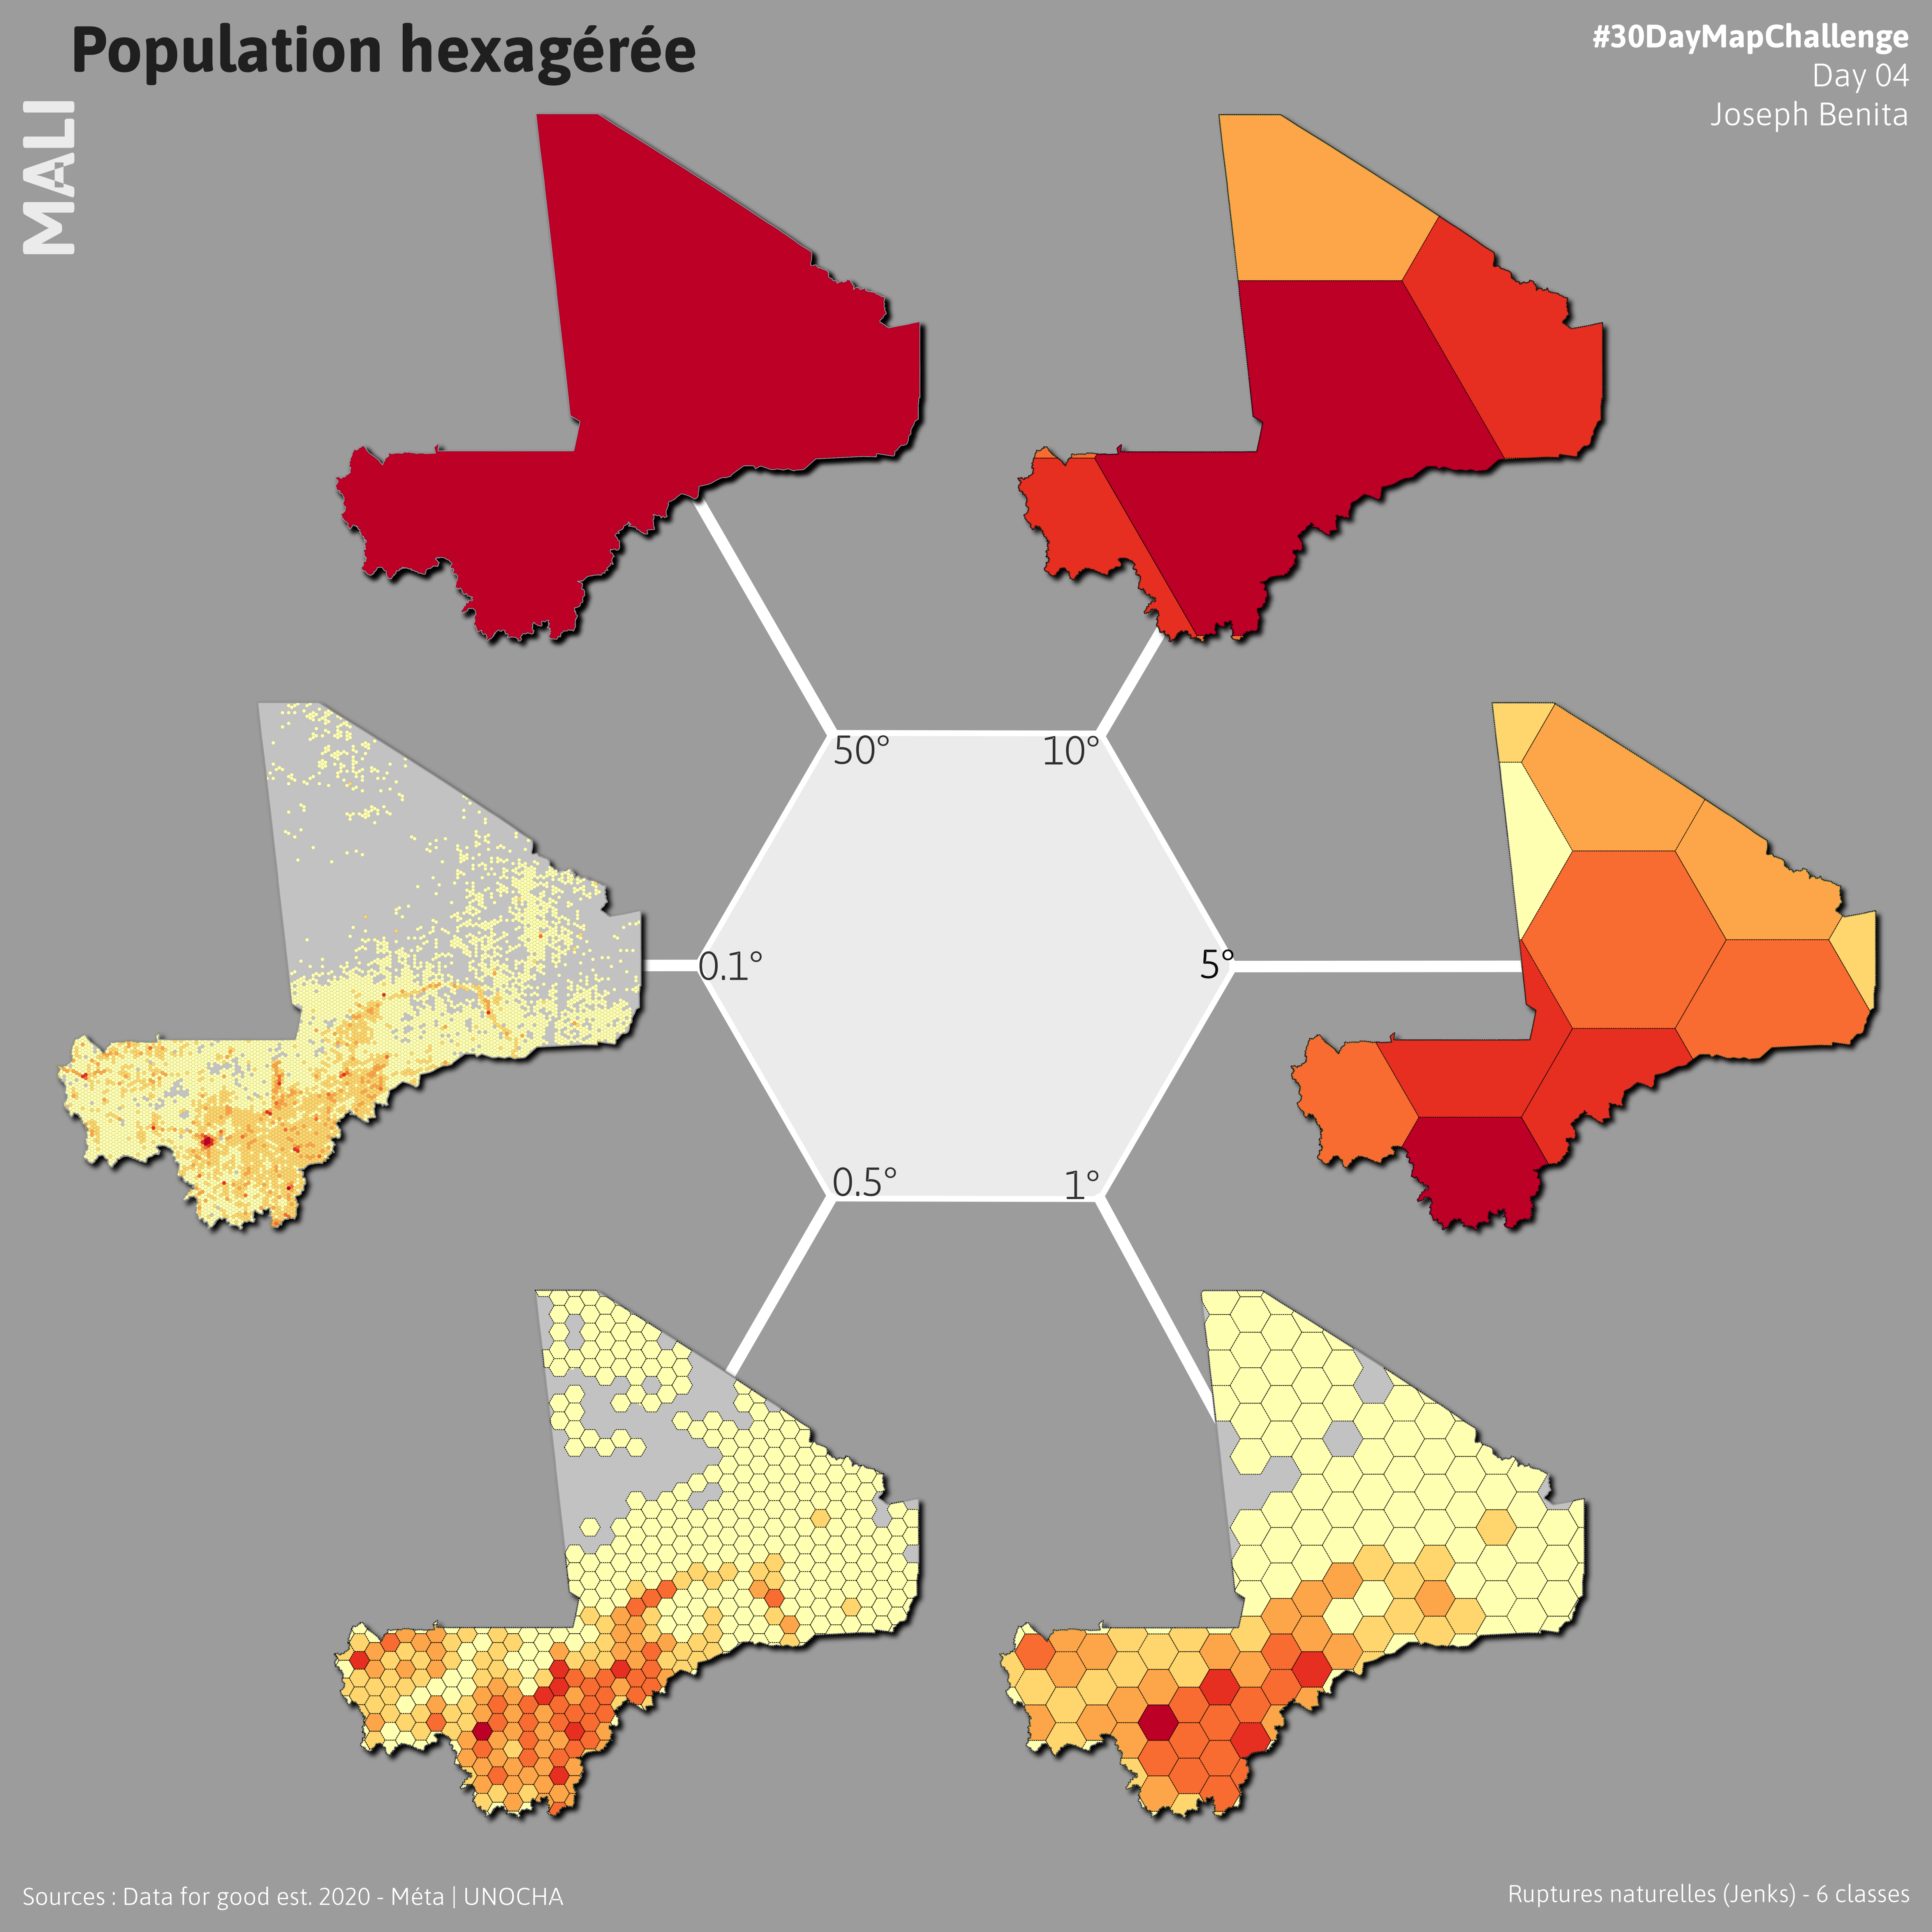 Population hexagérée
#30DayMapChallenge
Day 04
Joseph Benita
MALI
50°
10°
0.1°
5°
0.5°
1°
Sources : Data for good est. 2020 - Méta | UNOCHA
Ruptures naturelles (Jenks) - 6 classes